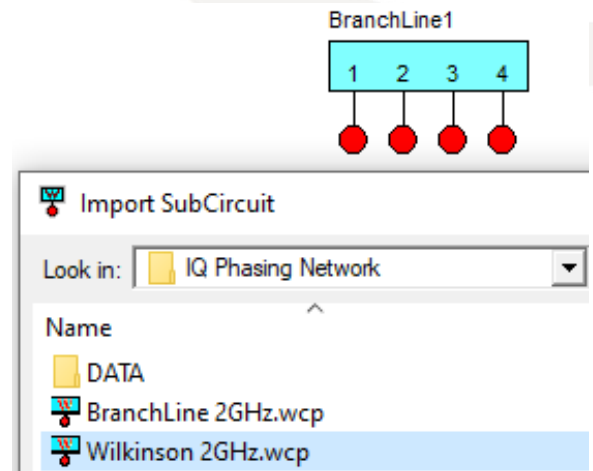 BranchLine1
1 2 3 4
Import SubCircuit
Look in: IQ Phasing Network
Name
DATA
BranchLine 2GHz.wcp
Wilkinson 2GHz.wcp